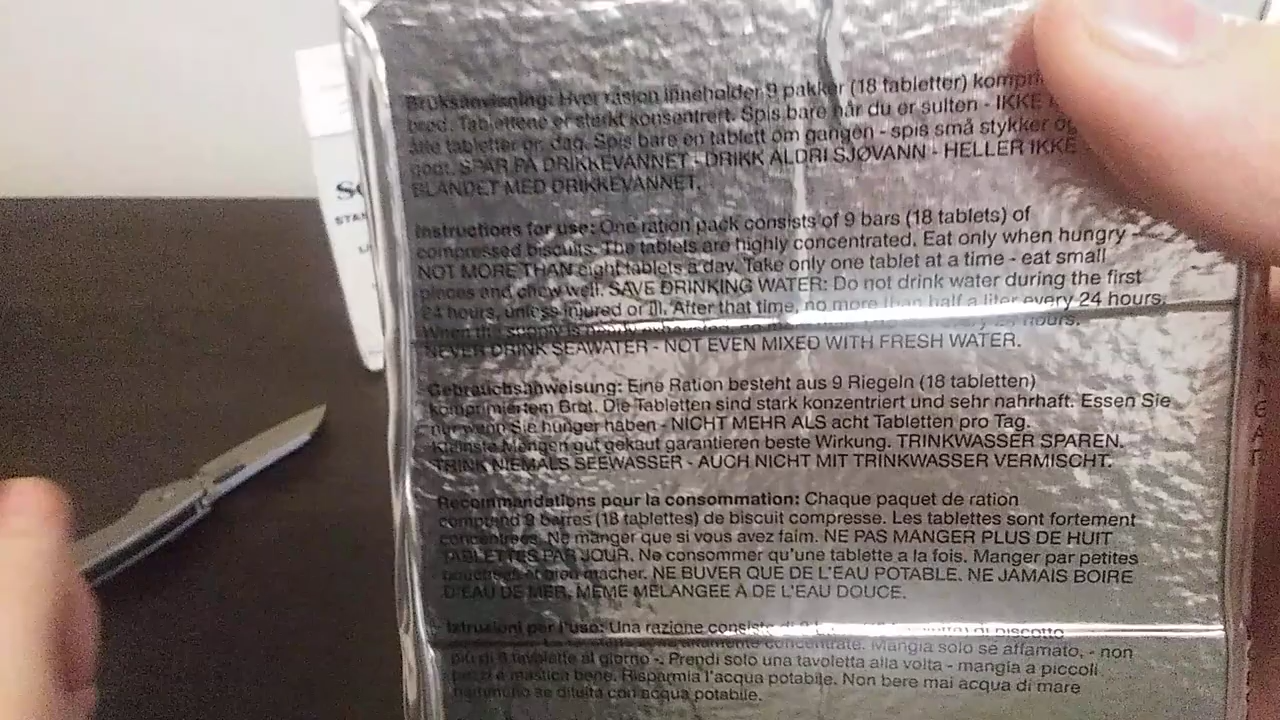 Bruksanvisning: Hver rasjon inneholder 9 pakker (18 tabletter)
brød. Tablettene er sterkt konsentrert. Spis bare når du er sulten - IKKE
åtte tabletter pr. dag. Spis bare en tablett om gangen - spis små stykker og
godt. SPAR PÅ DRIKKEVANNET - DRIKK ALDRI SJØVANN - HELLER IKKE
BLANDET MED DRIKKEVANNET.
Instructions for use: One ration pack consists of 9 bars (18 tablets) of
compressed biscuits. The tablets are highly concentrated. Eat only when hungry -
NOT MORE THAN eight tablets a day. Take only one tablet at a time - eat small
pieces and chew well. SAVE DRINKING WATER: Do not drink water during the first
24 hours, unless injured or ill. After that time, no more than half a liter every 24 hours.
When the supply is hours.
NEVER DRINK SEAWATER - NOT EVEN MIXED WITH FRESH WATER.
Gebrauchsanweisung: Eine Ration besteht aus 9 Riegeln (18 tabletten)
komprimiertem Brot. Die Tabletten sind stark konzentriert und sehr nahrhaft. Essen Sie
nur wenn Sie hunger haben - NICHT MEHR ALS acht Tabletten pro Tag.
Kleinste Mengen gut gekaut garantieren beste Wirkung. TRINKWASSER SPAREN.
TRINK NIEMALS SEEWASSER - AUCH NICHT MIT TRINKWASSER VERMISCHT.
Recommandations pour la consommation: Chaque paquet de ration
comprend 9 barres (18 tablettes) de biscuit compresse. Les tablettes sont fortement
concentrees. Ne manger que si vous avez faim. NE PAS MANGER PLUS DE HUIT
TABLETTES PAR JOUR. Ne consommer qu'une tablette a la fois. Manger par petites
bouchees et bien macher. NE BUVER QUE DE L'EAU POTABLE. NE JAMAIS BOIRE
D'EAU DE MER, MEME MELANGEE A DE L'EAU DOUCE.
Istruzioni per l'uso: Una razione consiste di biscotto
concentrate. Mangia solo se affamato, - non
più di 8 tavolette al giorno -. Prendi solo una tavoletta alla volta - mangia a piccoli
pezzi e mastica bene. Risparmia l'acqua potabile. Non bere mai acqua di mare
nemmeno se diluita con acqua potabile.